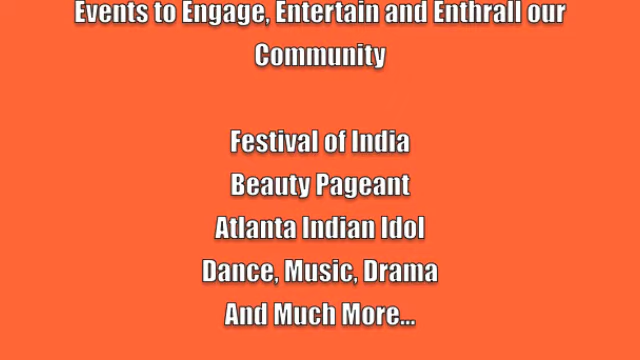 Events to Engage, Entertain and Enthrall our
Community
Festival of India
Beauty Pageant
Atlanta Indian Idol
Dance, Music, Drama
And Much More...